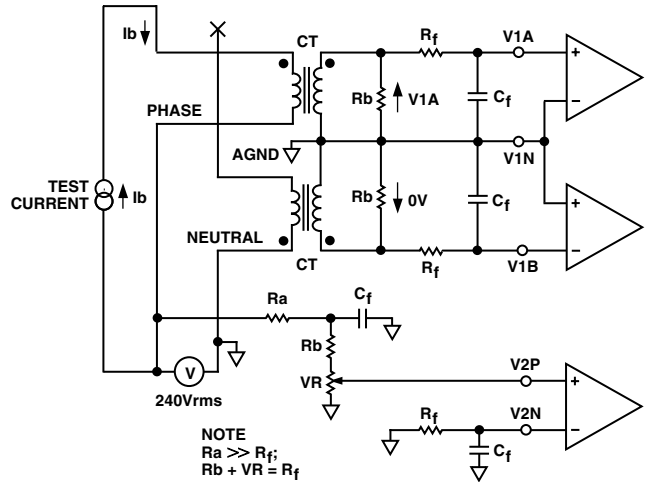 Ib
CT
Rf
V1A
Rb
V1A
Cf
PHASE
AGND
V1N
TEST
CURRENT
Ib
Rb
0V
Cf
NEUTRAL
CT
Rf
V1B
Ra
Cf
Rb
V
240Vrms
VR
V2P
Rf
V2N
Cf
NOTE
Ra >> Rf;
Rb + VR = Rf
+
−
+
−
+
−